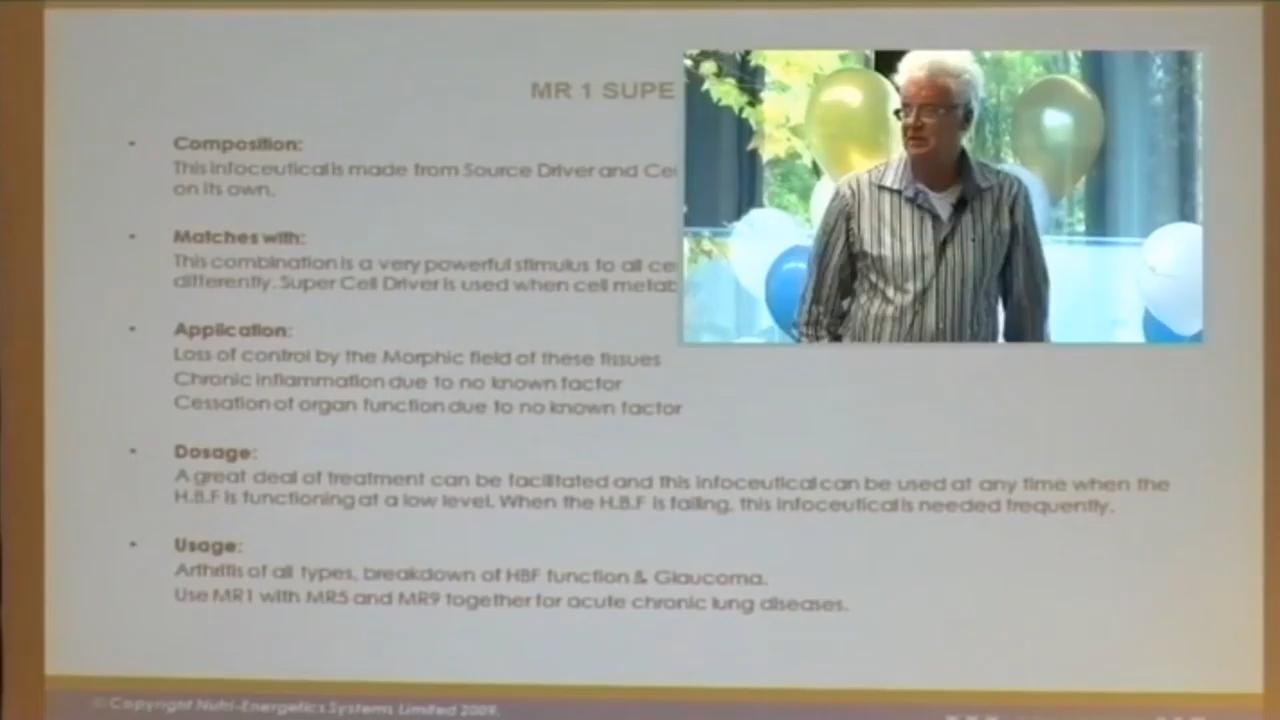 MR 1 SUPE
• Composition:
This infoceutical is made from Source Driver and Cel
on its own.
• Matches with:
This combination is a very powerful stimulus to all ce
differently. Super Cell Driver is used when cell metab
• Application:
Loss of control by the Morphic field of these tissues
Chronic inflammation due to no known factor
Cessation of organ function due to no known factor
• Dosage:
A great deal of treatment can be facilitated and this infoceutical can be used at any time when the
H.B.F is functioning at a low level. When the H.B.F is failing, this infoceutical is needed frequently.
• Usage:
Arthritis of all types, breakdown of HBF function & Glaucoma.
Use MR1 with MR5 and MR9 together for acute chronic lung diseases.
© Copyright Nutri-Energetics Systems Limited 2009.